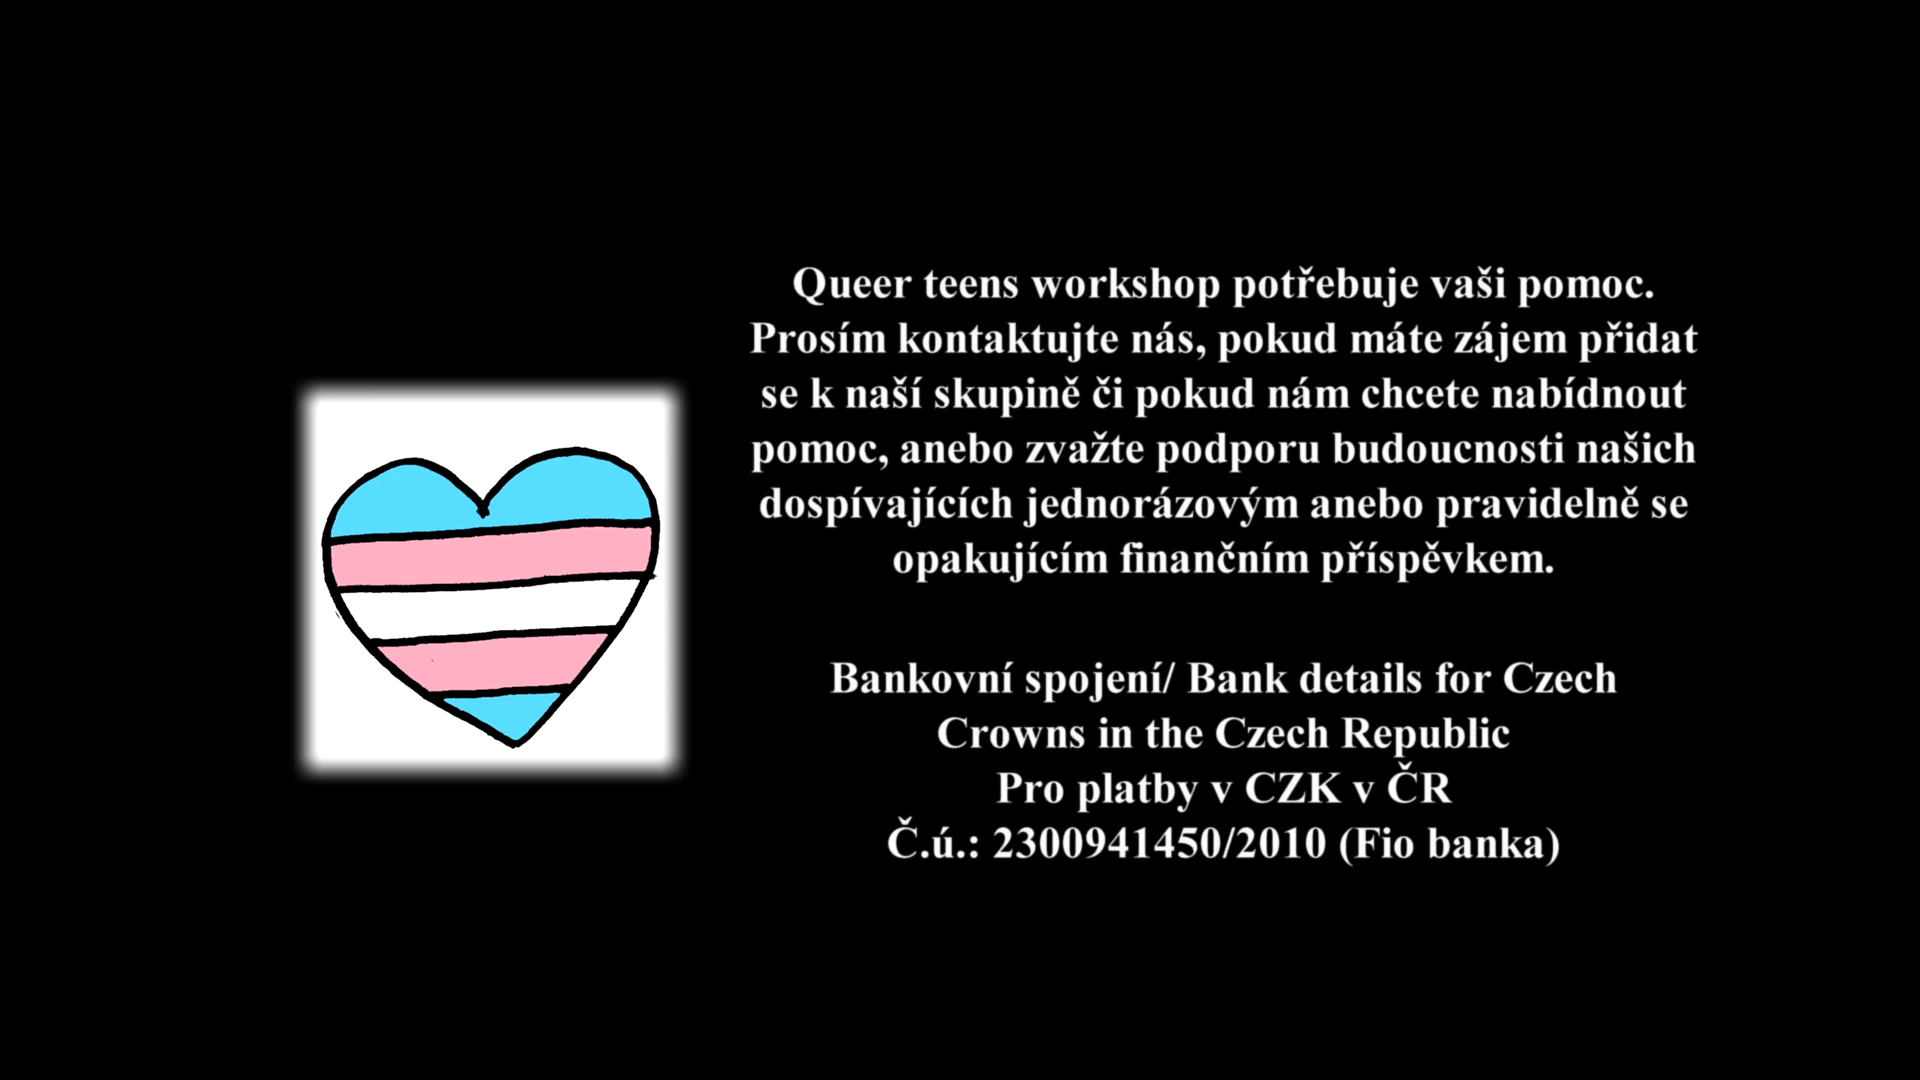 Queer teens workshop potřebuje vaši pomoc.
Prosím kontaktujte nás, pokud máte zájem přidat
se k naší skupině či pokud nám chcete nabídnout
pomoc, anebo zvažte podporu budoucnosti našich
dospívajících jednorázovým anebo pravidelně se
opakujícím finančním příspěvkem.
Bankovní spojení/ Bank details for Czech
Crowns in the Czech Republic
Pro platby v CZK v ČR
Č.ú.: 2300941450/2010 (Fio banka)